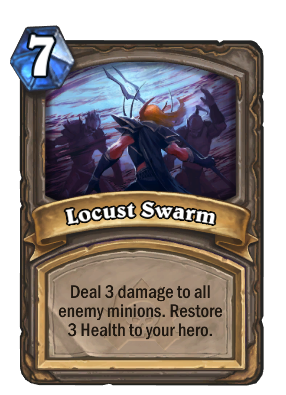 7
Locust Swarm
Deal 3 damage to all
enemy minions. Restore
3 Health to your hero.